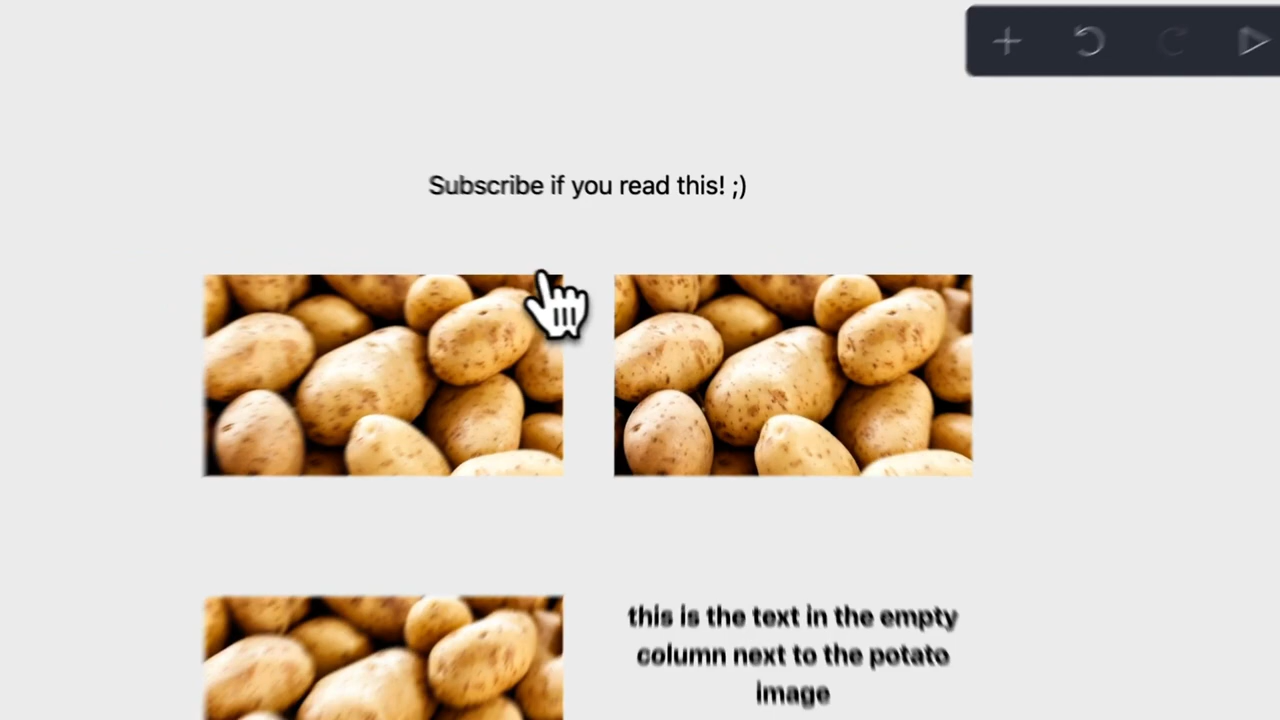 Subscribe if you read this! ;)
this is the text in the empty
column next to the potato
image